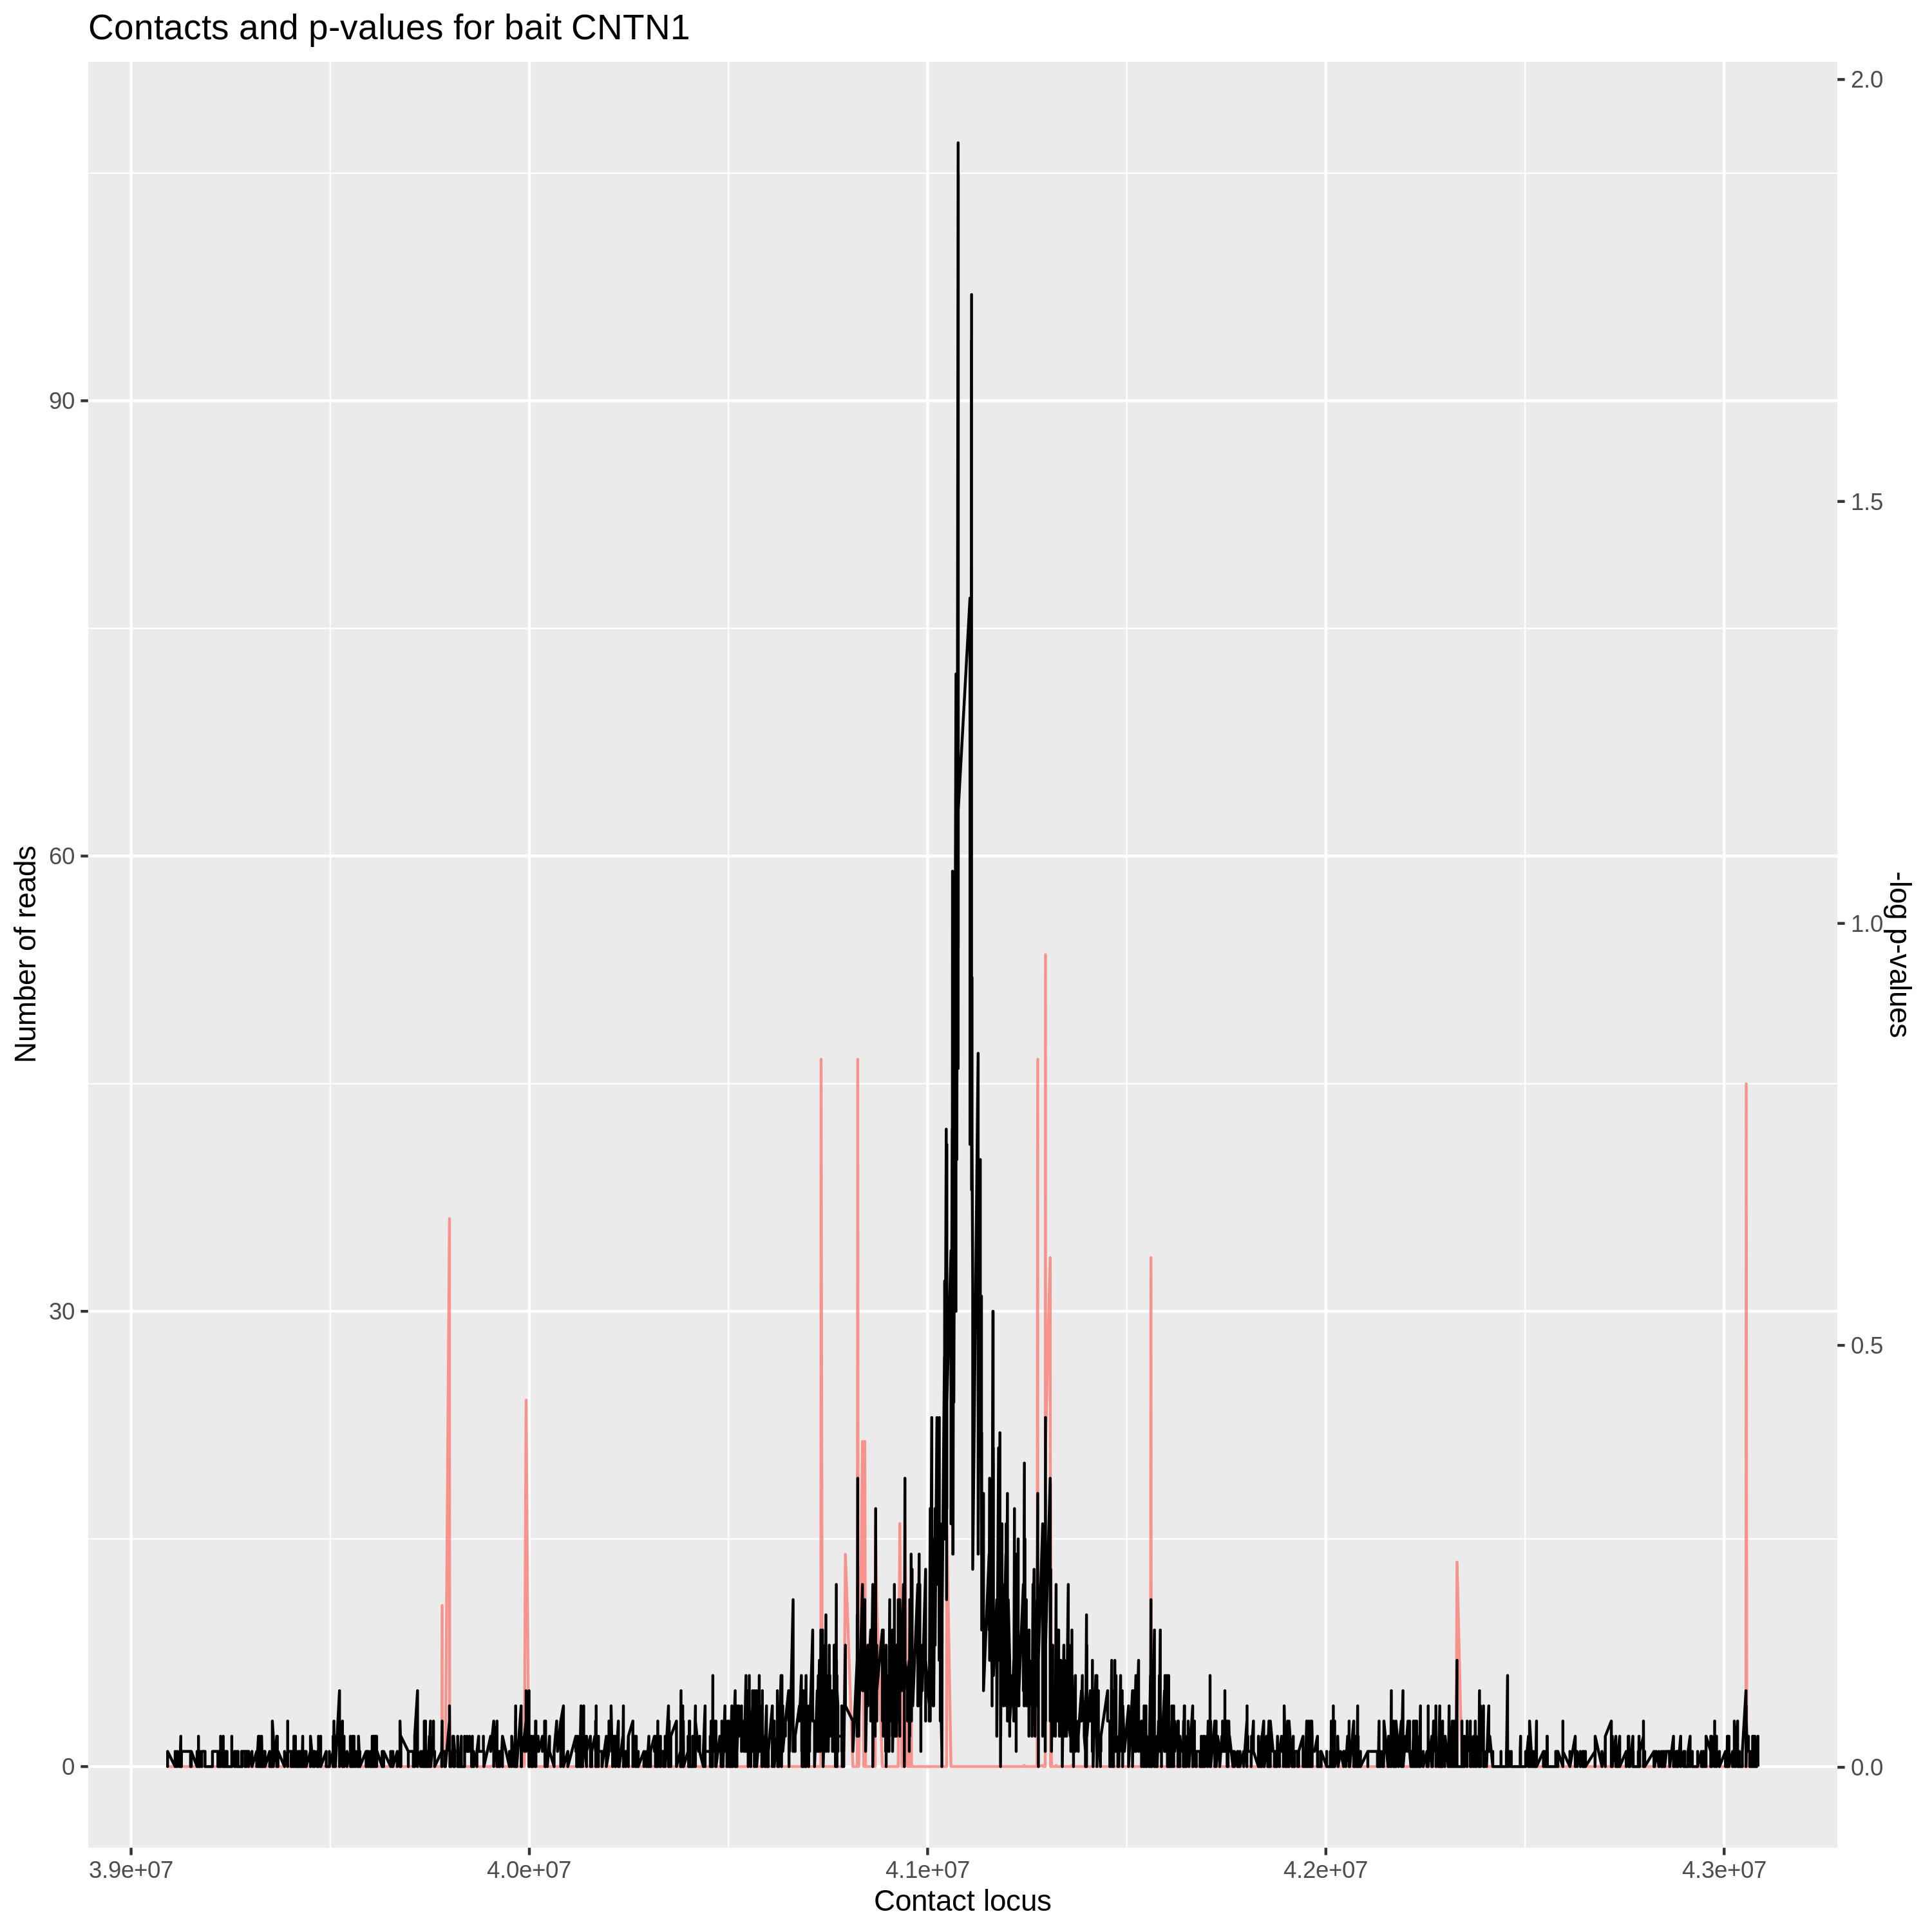 Contacts and p-values for bait CNTN1
2.0
90
1.5
60
1.0
Number of reads
-log p-values
30
0.5
0
0.0
3.9e+07 4.0e+07 4.1e+07 4.2e+07 4.3e+07
Contact locus